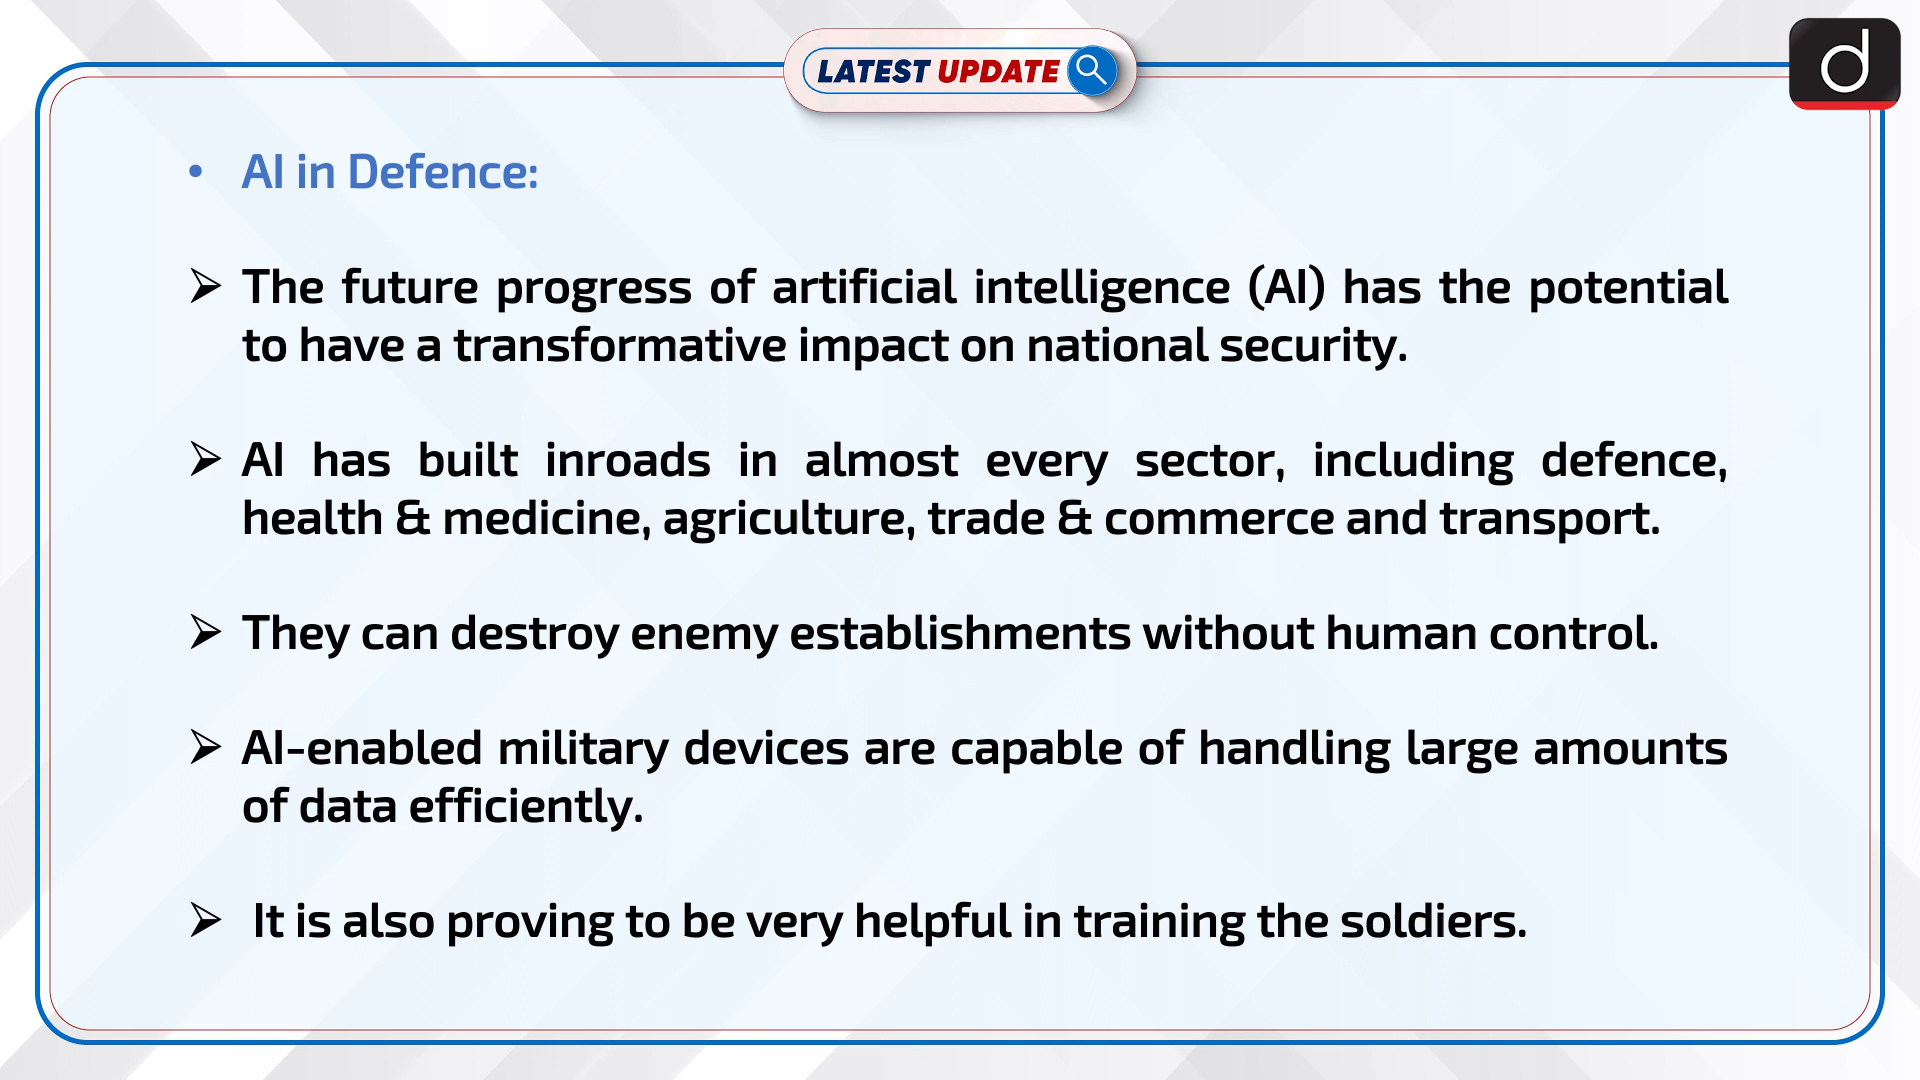 LATEST UPDATE
d
• AI in Defence:
➢ The future progress of artificial intelligence (AI) has the potential
to have a transformative impact on national security.
➢ AI has built inroads in almost every sector, including defence,
health & medicine, agriculture, trade & commerce and transport.
➢ They can destroy enemy establishments without human control.
➢ AI-enabled military devices are capable of handling large amounts
of data efficiently.
➢ It is also proving to be very helpful in training the soldiers.